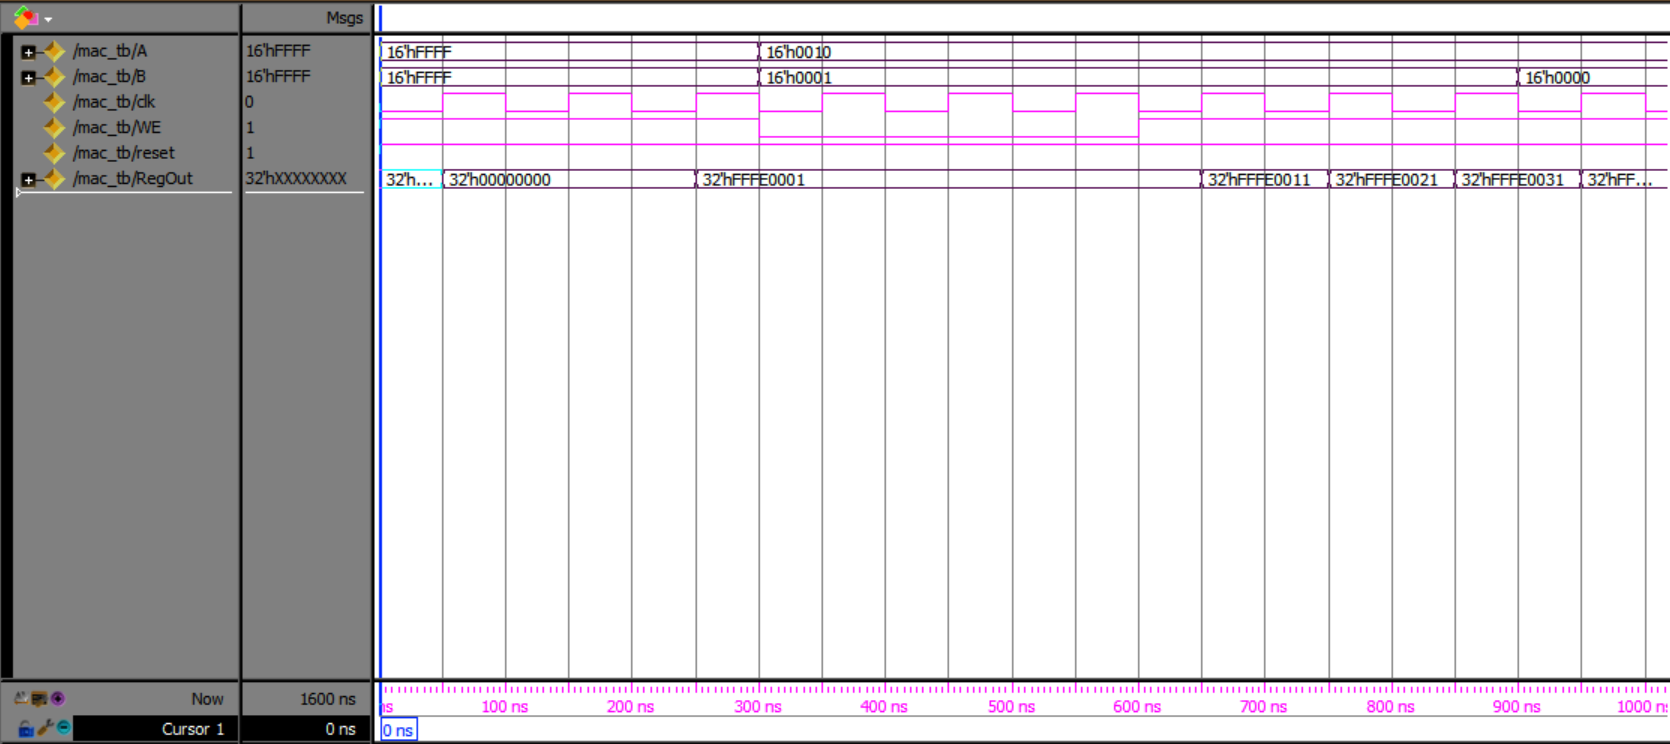 Msgs
/mac_tb/A 16'hFFFF 16'hFFFF 16'h0010
/mac_tb/B 16'hFFFF 16'hFFFF 16'h0001 16'h0000
/mac_tb/clk 0
/mac_tb/WE 1
/mac_tb/reset 1
/mac_tb/RegOut 32'hXXXXXXXX 32'h... 32'h00000000 32'hFFFE0001 32'hFFFE0011 32'hFFFE0021 32'hFFFE0031 32'hFF...
Now 1600 ns ns 100 ns 200 ns 300 ns 400 ns 500 ns 600 ns 700 ns 800 ns 900 ns 1000 n
Cursor 1 0 ns 0 ns